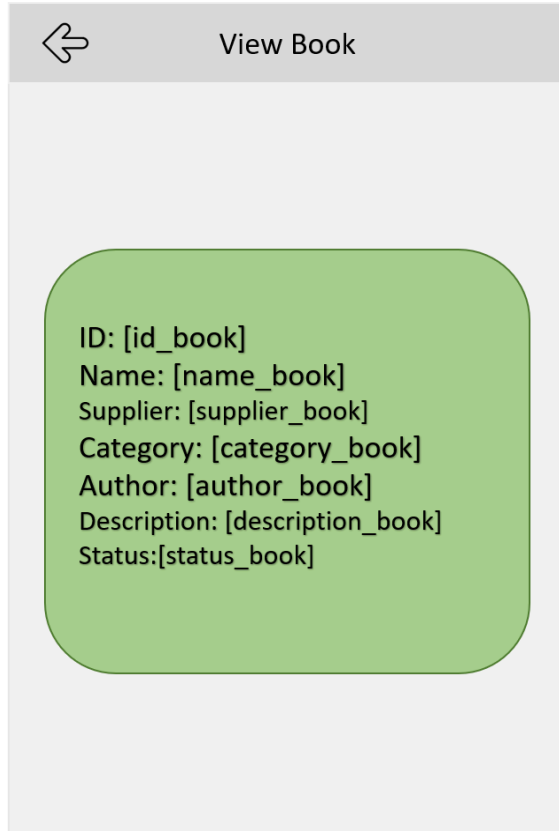 View Book
ID: [id_book]
Name: [name_book]
Supplier: [supplier_book]
Category: [category_book]
Author: [author_book]
Description: [description_book]
Status:[status_book]